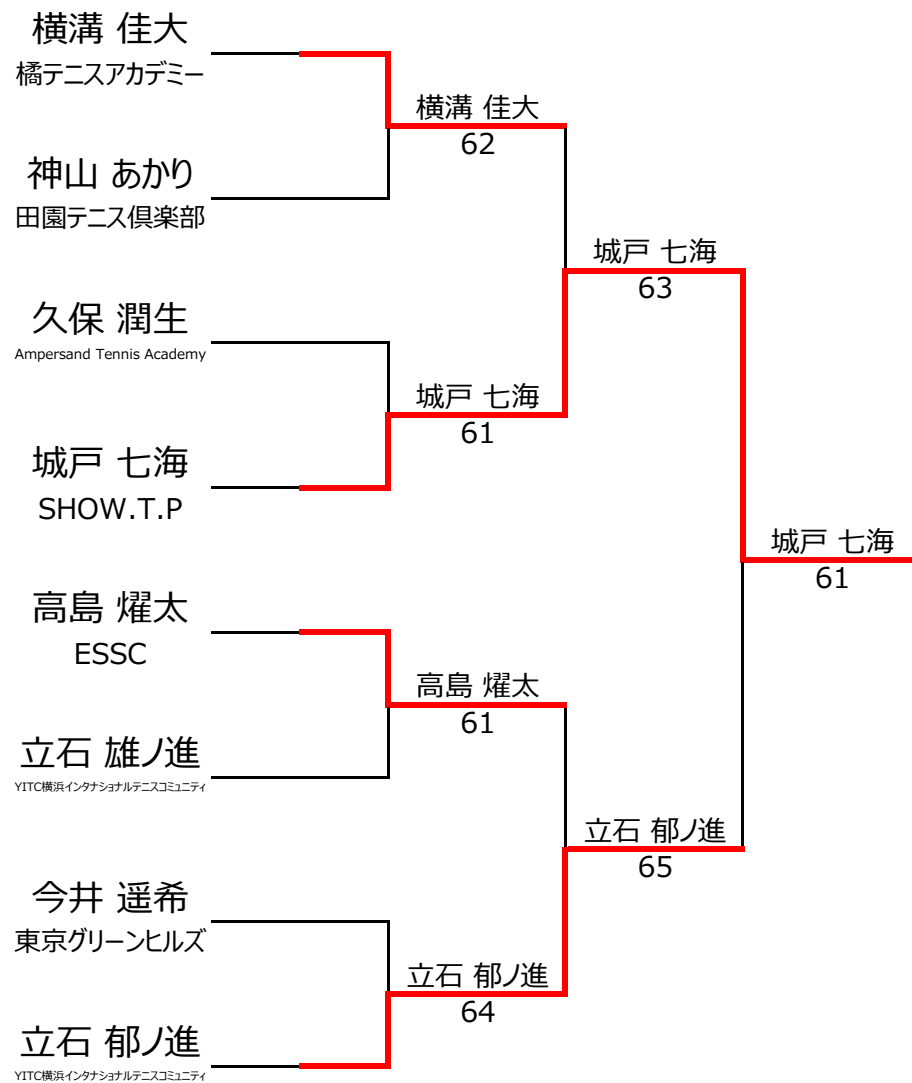 横溝 佳大
橘テニスアカデミー
横溝 佳大
62
神山 あかり
田園テニス倶楽部
城戸 七海
63
久保 潤生
Ampersand Tennis Academy
城戸 七海
61
城戸 七海
SHOW.T.P
城戸 七海
61
高島 燿太
ESSC
高島 燿太
61
立石 雄ノ進
YITC横浜インタナショナルテニスコミュニティ
立石 郁ノ進
65
今井 遥希
東京グリーンヒルズ
立石 郁ノ進
64
立石 郁ノ進
YITC横浜インタナショナルテニスコミュニティ